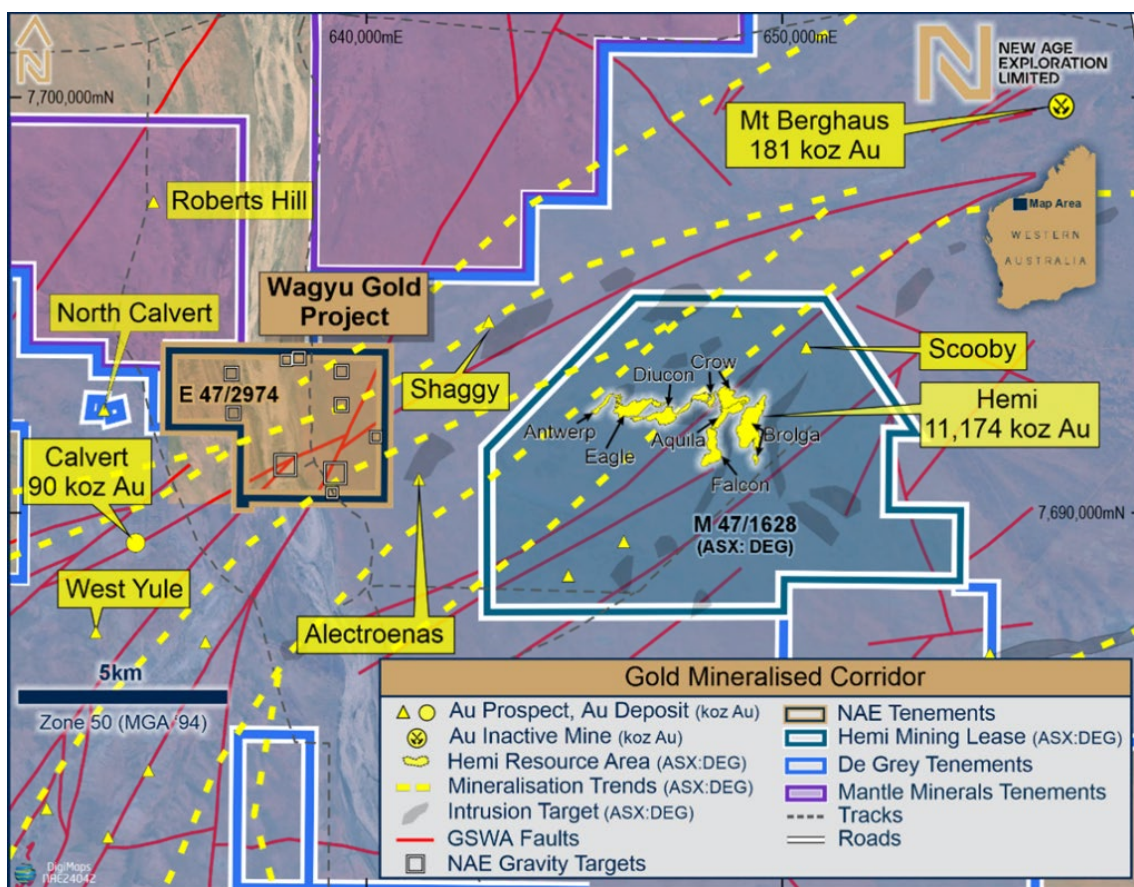 640,000mE
650,000mE
N
N
NEW AGE
EXPLORATION
LIMITED
7,700,000mN
Mt Berghaus
181 koz Au
Roberts Hill
Map Area
WESTERN
AUSTRALIA
Wagyu Gold
Project
North Calvert
E 47/2974
Shaggy
Scooby
Crow
Diucon
Hemi
11,174 koz Au
Antwerp
Aquila
Brolga
Eagle
Calvert
90 koz Au
Falcon
M 47/1628
(ASX: DEG)
7,690,000mN
West Yule
Alectroenas
5km
Zone 50 (MGA '94)
Gold Mineralised Corridor
Au Prospect, Au Deposit (koz Au)
Au Inactive Mine (koz Au)
Hemi Resource Area (ASX:DEG)
Mineralisation Trends (ASX:DEG)
Intrusion Target (ASX:DEG)
GSWA Faults
NAE Gravity Targets
NAE Tenements
Hemi Mining Lease (ASX:DEG)
De Grey Tenements
Mantle Minerals Tenements
Tracks
Roads
DigiMaps
NAE24042